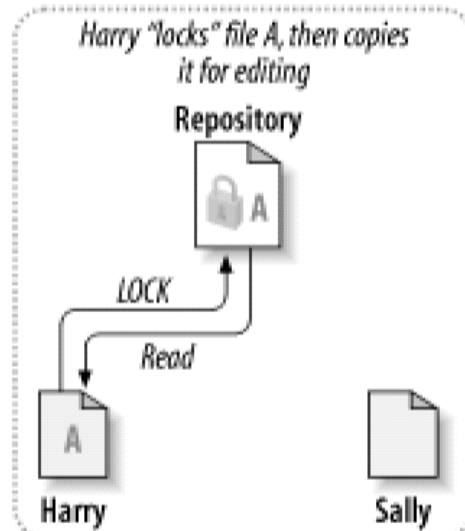 Harry “locks” file A, then copies
it for editing
Repository
A
LOCK
Read
A
Harry
Sally